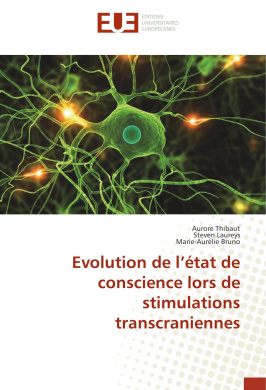 EUE
ÉDITIONS
UNIVERSITAIRES
EUROPÉENNES
Aurore Thibaut
Steven Laureys
Marie-Aurélie Bruno
Evolution de l'état de
conscience lors de
stimulations
transcraniennes